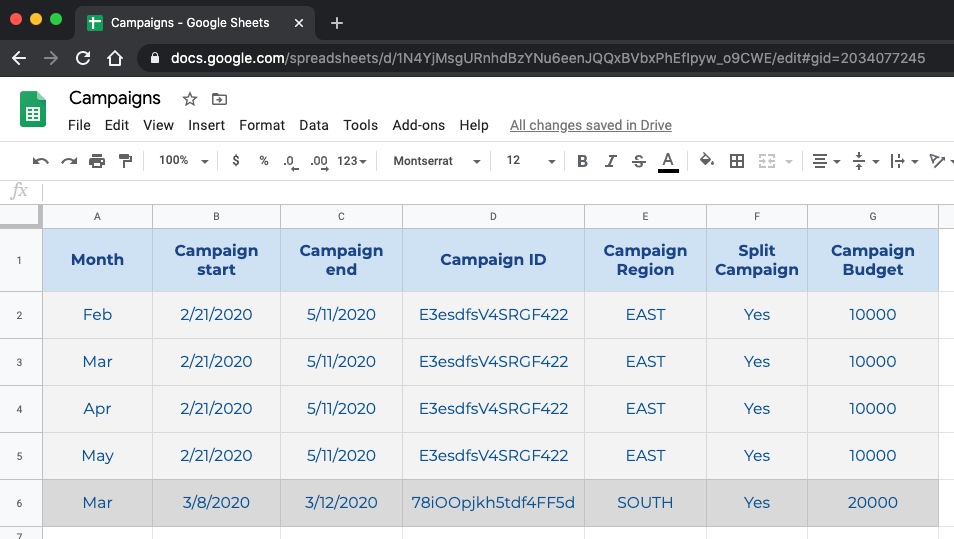 Campaigns - Google Sheets
docs.google.com/spreadsheets/d/1N4YjMsgURnhdBzYNu6eenJQQxBVbxPhEfIpyw_o9CWE/edit#gid=2034077245
Campaigns
File Edit View Insert Format Data Tools Add-ons Help All changes saved in Drive
100% $ % .0 .00 123 Montserrat 12 B I S A
fx
A B C D E F G
1 Month Campaign start Campaign end Campaign ID Campaign Region Split Campaign Campaign Budget
2 Feb 2/21/2020 5/11/2020 E3esdfsV4SRGF422 EAST Yes 10000
3 Mar 2/21/2020 5/11/2020 E3esdfsV4SRGF422 EAST Yes 10000
4 Apr 2/21/2020 5/11/2020 E3esdfsV4SRGF422 EAST Yes 10000
5 May 2/21/2020 5/11/2020 E3esdfsV4SRGF422 EAST Yes 10000
6 Mar 3/8/2020 3/12/2020 78iOOpjkh5tdf4FF5d SOUTH Yes 20000
7